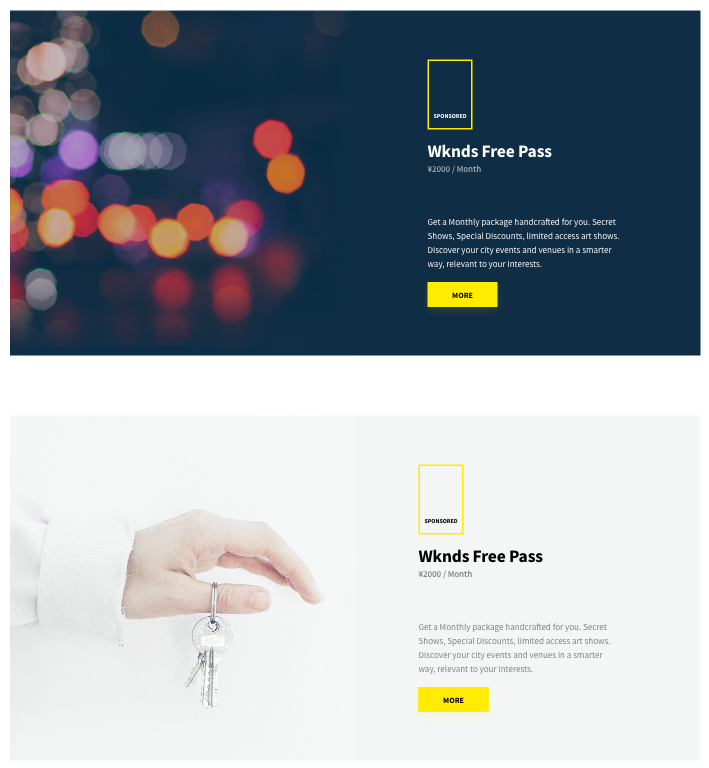 SPONSORED
Wknds Free Pass
¥2000 / Month
Get a Monthly package handcrafted for you. Secret
Shows, Special Discounts, limited access art shows.
Discover your city events and venues in a smarter
way, relevant to your interests.
MORE
SPONSORED
Wknds Free Pass
¥2000 / Month
Get a Monthly package handcrafted for you. Secret
Shows, Special Discounts, limited access art shows.
Discover your city events and venues in a smarter
way, relevant to your interests.
MORE